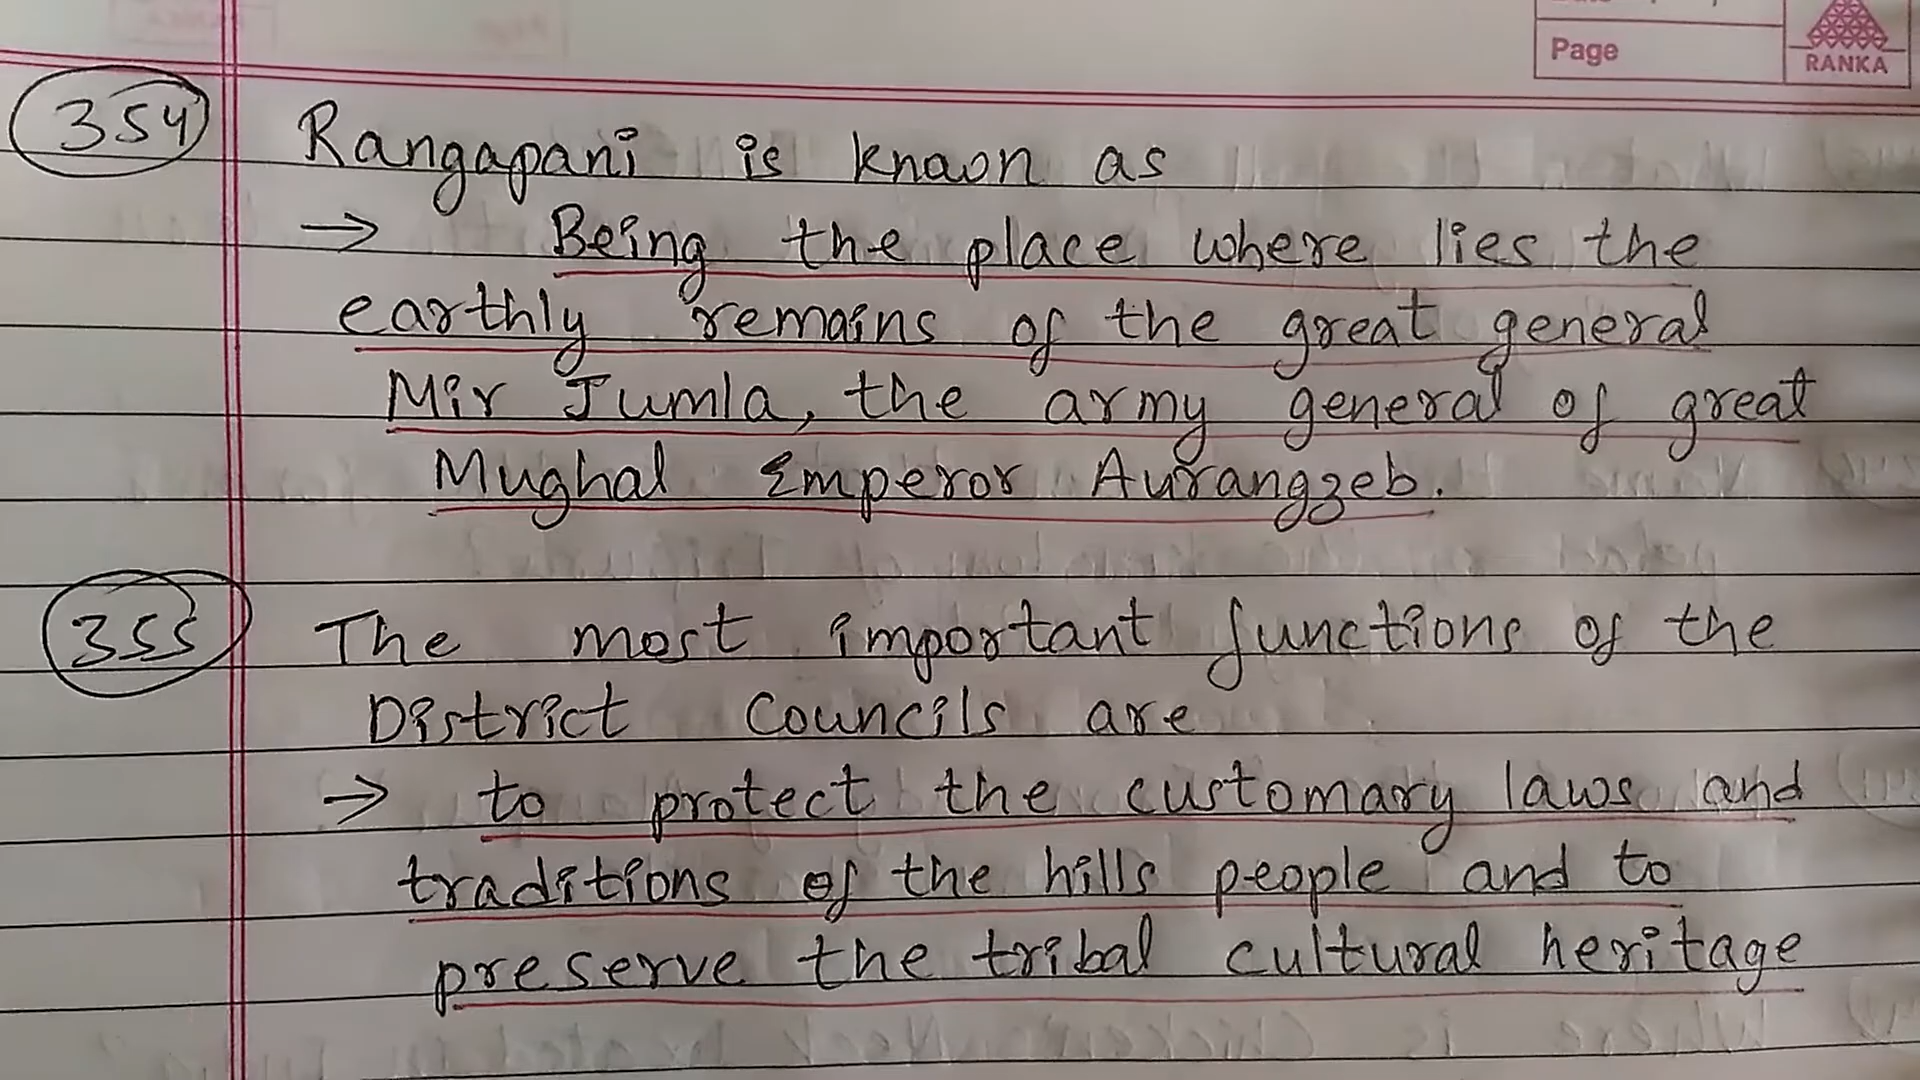 Page
RANKA
354 Rangapani is knaon as
→ Being the place where lies the
earthly remains of the great general
Mir Jumla, the army general of great
Mughal Emperor Aurangzeb.
355 The most important functions of the
District Councils are
→ to protect the customary laws and
traditions of the hills people and to
preserve the tribal cultural heritage